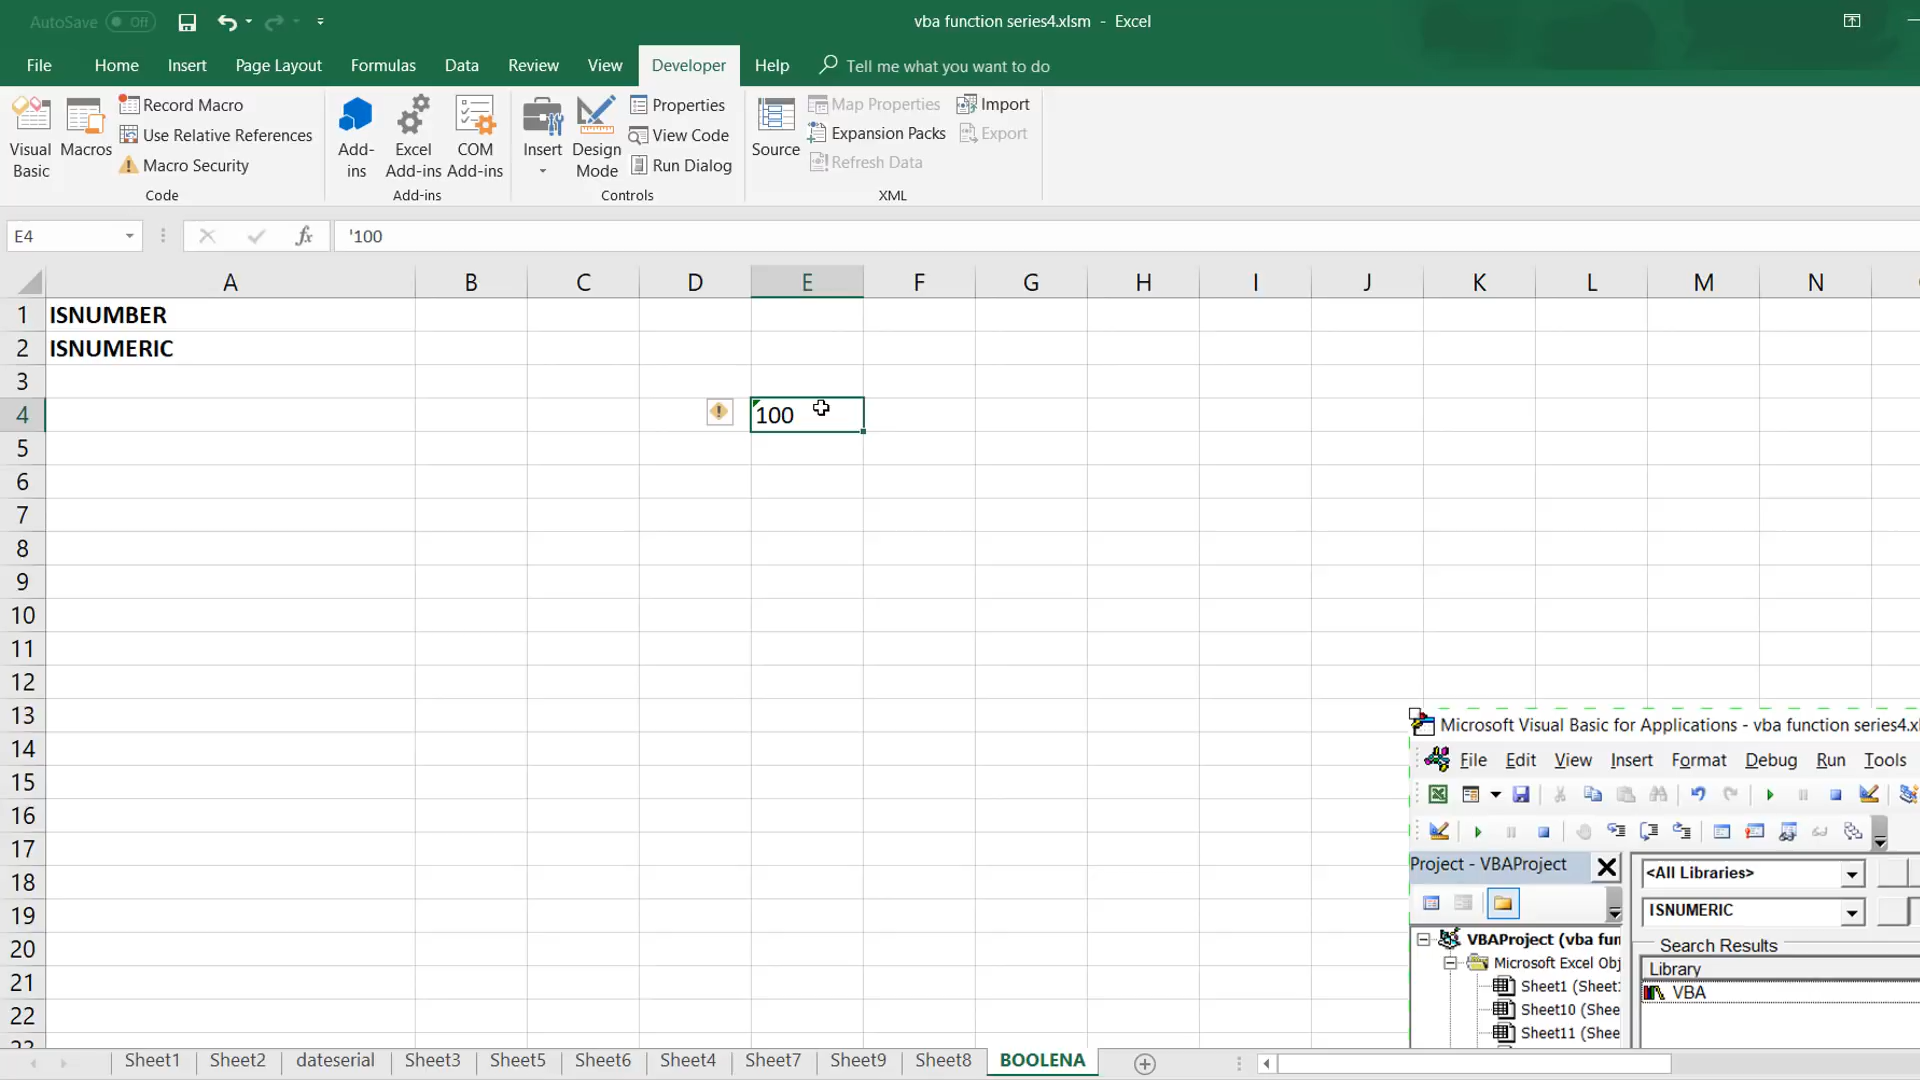 AutoSave Off
vba function series4.xlsm - Excel
File Home Insert Page Layout Formulas Data Review View Developer Help Tell me what you want to do
Visual Basic
Macros
Record Macro
Use Relative References
Macro Security
Code
Add-ins
Excel Add-ins
COM Add-ins
Add-ins
Insert
Design Mode
Properties
View Code
Run Dialog
Controls
Source
Map Properties
Expansion Packs
Refresh Data
Import
Export
XML
E4 fx '100
A B C D E F G H I J K L M N
1 ISNUMBER
2 ISNUMERIC
3
4 100
5
6
7
8
9
10
11
12
13
14
15
16
17
18
19
20
21
22
Microsoft Visual Basic for Applications - vba function series4.xl
File Edit View Insert Format Debug Run Tools
Project - VBAProject
<All Libraries>
ISNUMERIC
VBAProject (vba fun
Search Results
Microsoft Excel Obj
Library
Sheet1 (Sheet1
VBA
Sheet10 (Shee
Sheet11 (Shee
Sheet1 Sheet2 dateserial Sheet3 Sheet5 Sheet6 Sheet4 Sheet7 Sheet9 Sheet8 BOOLENA